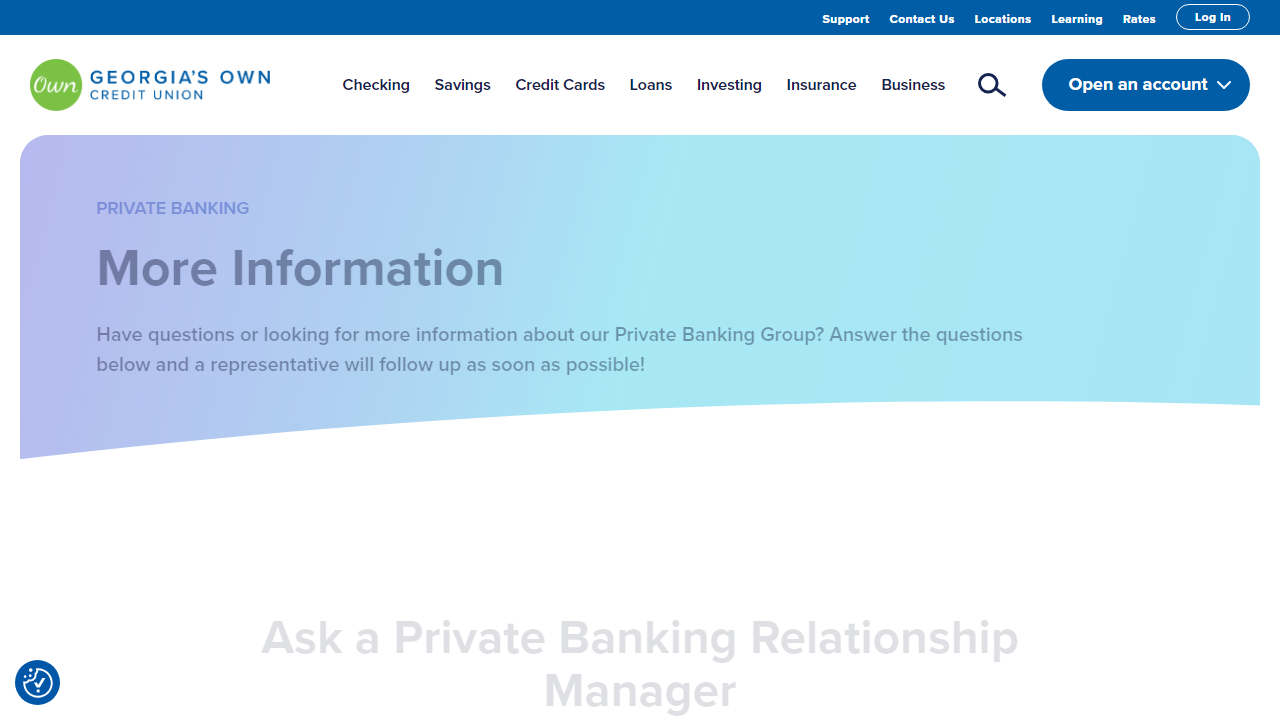 Support Contact Us Locations Learning Rates Log In
Own GEORGIA'S OWN
CREDIT UNION
Checking Savings Credit Cards Loans Investing Insurance Business Open an account
PRIVATE BANKING
More Information
Have questions or looking for more information about our Private Banking Group? Answer the questions
below and a representative will follow up as soon as possible!
Ask a Private Banking Relationship
Manager